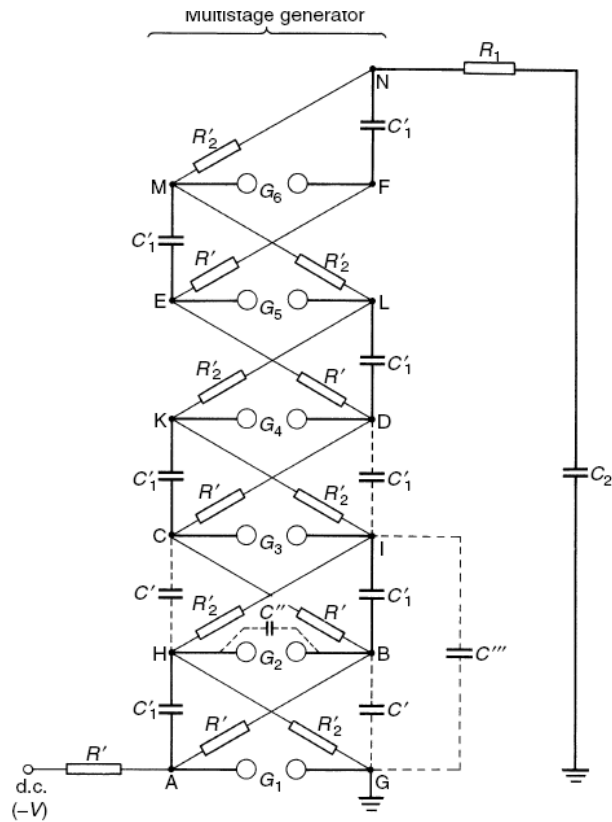 Multistage generator
N
R₁
C′₁
R′₂
M
G₆
F
C′₁
R′
R′₂
E
G₅
L
R′₂
R′
C′₁
K
G₄
D
C′₁
R′
R′₂
C′₁
C₂
C
G₃
I
C′
R′₂
C″
R′
C′₁
H
G₂
B
C‴
C′₁
R′
R′₂
C′
R′
A
G₁
G
d.c.
(−V)